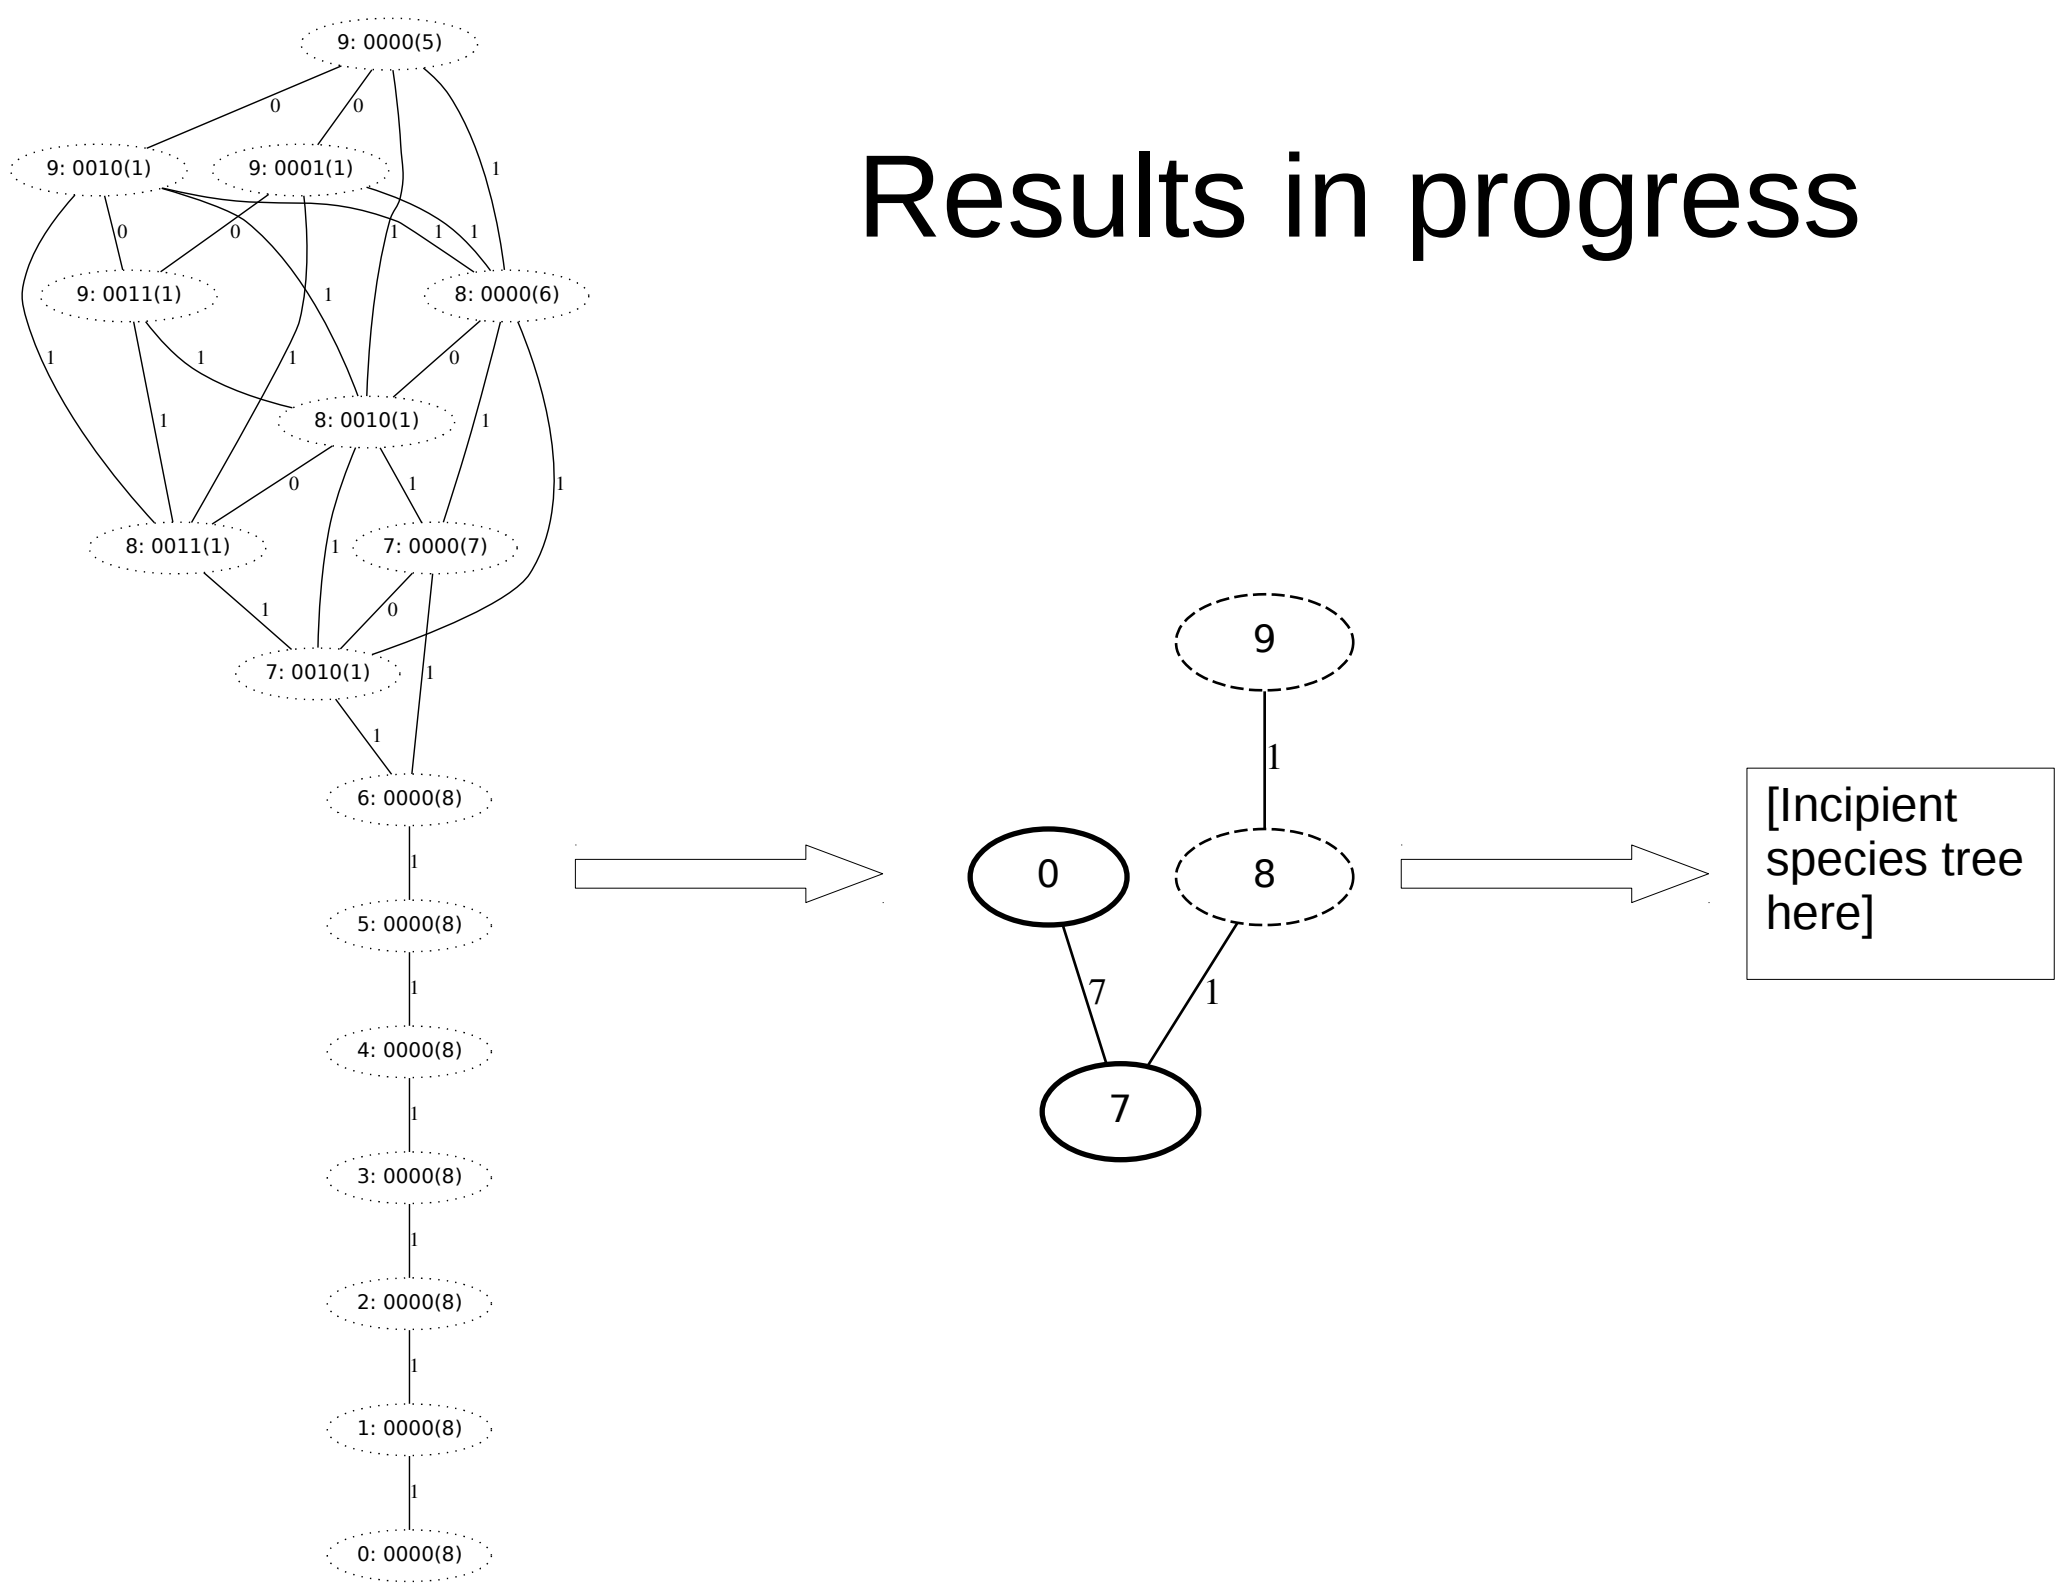 9: 0000(5)
0 0
Results in progress
9: 0010(1) 9: 0001(1) 1
0 0 1 1 1
9: 0011(1) 1 8: 0000(6)
1 1 1 0
1 8: 0010(1) 1
0 1 1
8: 0011(1) 1 7: 0000(7)
1 0
7: 0010(1) 1
1
6: 0000(8)
1
5: 0000(8)
1
4: 0000(8)
1
3: 0000(8)
1
2: 0000(8)
1
1: 0000(8)
1
0: 0000(8)
9
1
0 8
7 1
7
[Incipient
species tree
here]